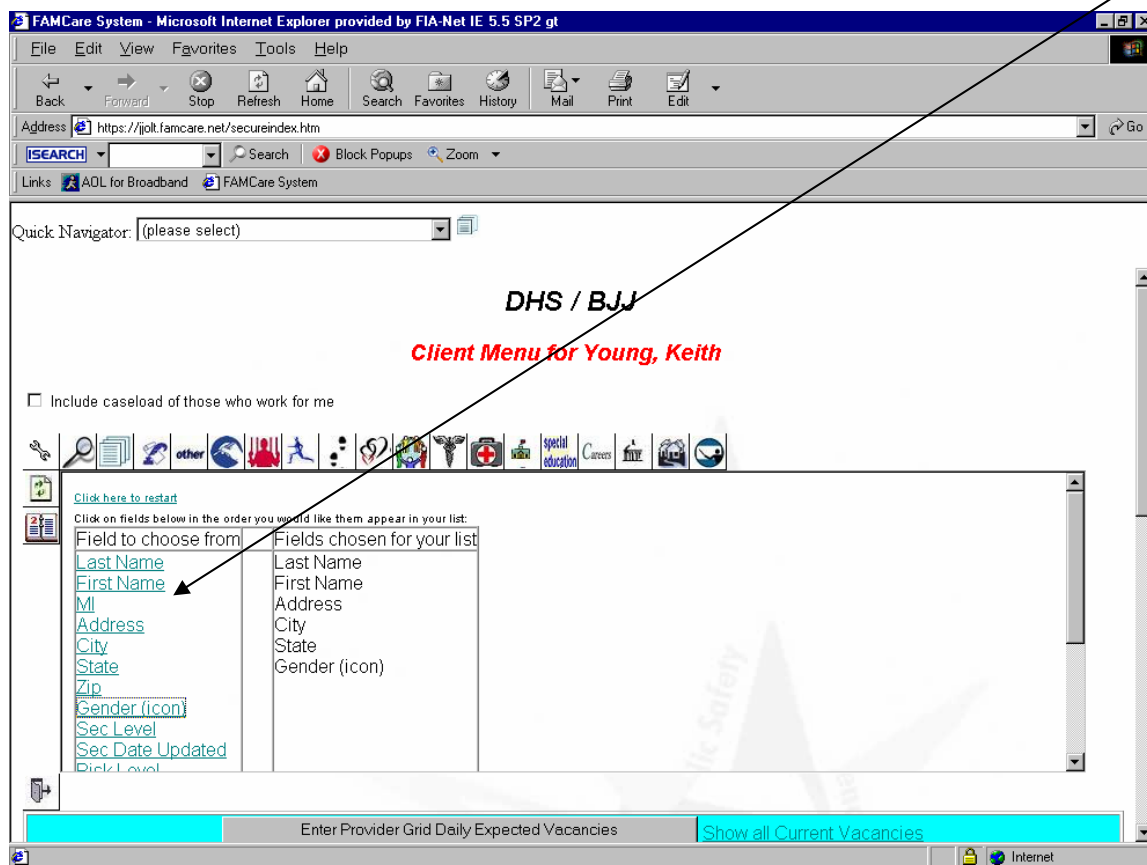 FAMCare System - Microsoft Internet Explorer provided by FIA-Net IE 5.5 SP2 gt
File Edit View Favorites Tools Help
Back Forward Stop Refresh Home Search Favorites History Mail Print Edit
Address https://jjolt.famcare.net/secureindex.htm Go
ISEARCH Search Block Popups Zoom
Links AOL for Broadband FAMCare System
Quick Navigator: (please select)
DHS / BJJ
Client Menu for Young, Keith
Include caseload of those who work for me
other special education Careers
Click here to restart
Click on fields below in the order you would like them appear in your list:
Field to choose from Fields chosen for your list
Last Name Last Name
First Name First Name
MI Address
Address City
City State
State Gender (icon)
Zip
Gender (icon)
Sec Level
Sec Date Updated
Risk Level
Enter Provider Grid Daily Expected Vacancies Show all Current Vacancies
Internet